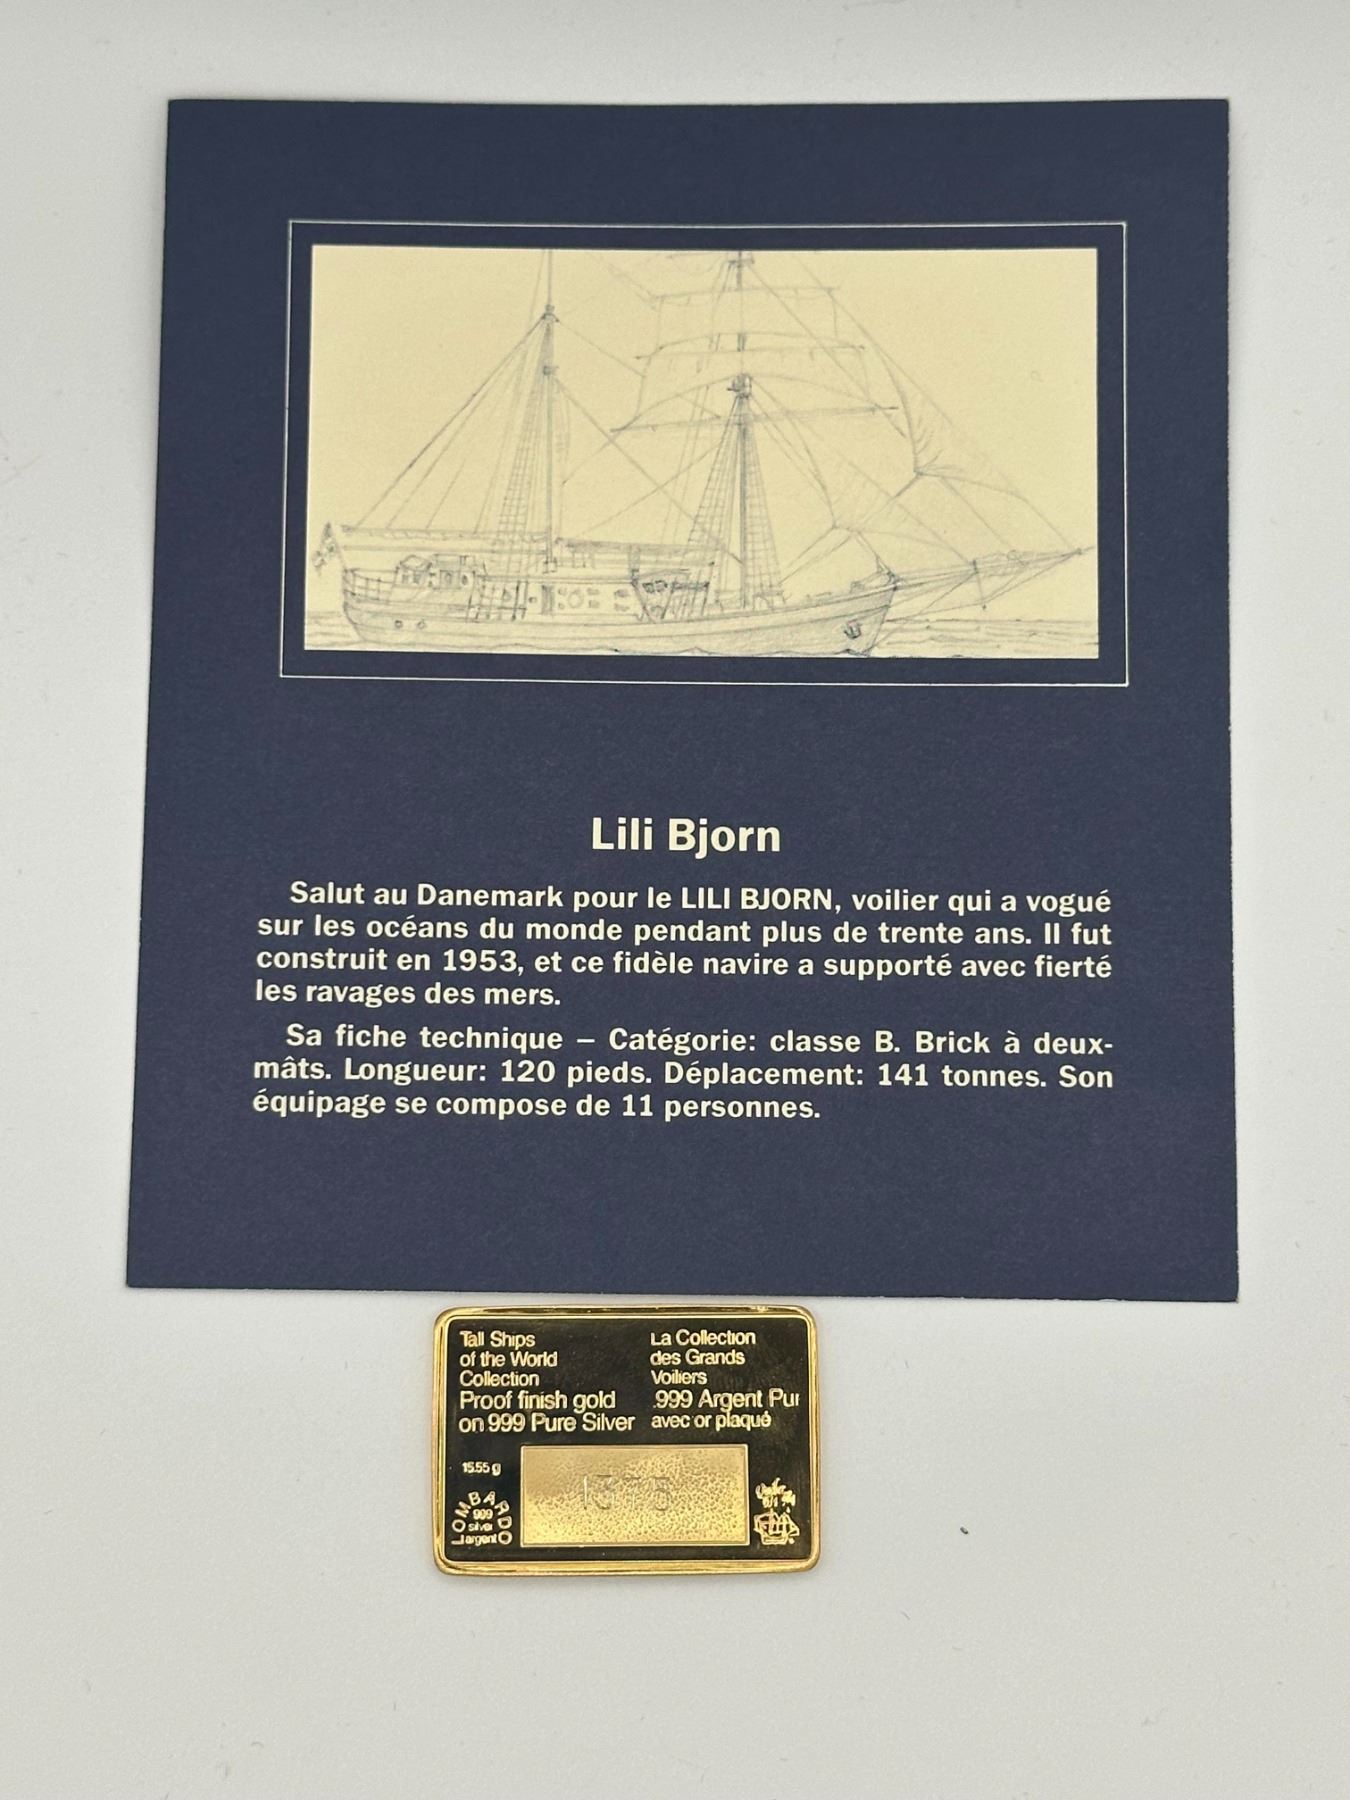 Lili Bjorn
Salut au Danemark pour le LILI BJORN, voilier qui a vogué
sur les océans du monde pendant plus de trente ans. Il fut
construit en 1953, et ce fidèle navire a supporté avec fierté
les ravages des mers.
Sa fiche technique – Catégorie: classe B. Brick à deux-
mâts. Longueur: 120 pieds. Déplacement: 141 tonnes. Son
équipage se compose de 11 personnes.
Tall Ships
of the World
Collection
Proof finish gold
on 999 Pure Silver
La Collection
des Grands
Voiliers
.999 Argent Pur
avec or plaqué
15.55 g
1375
LOMBARDO
999
silver
argent